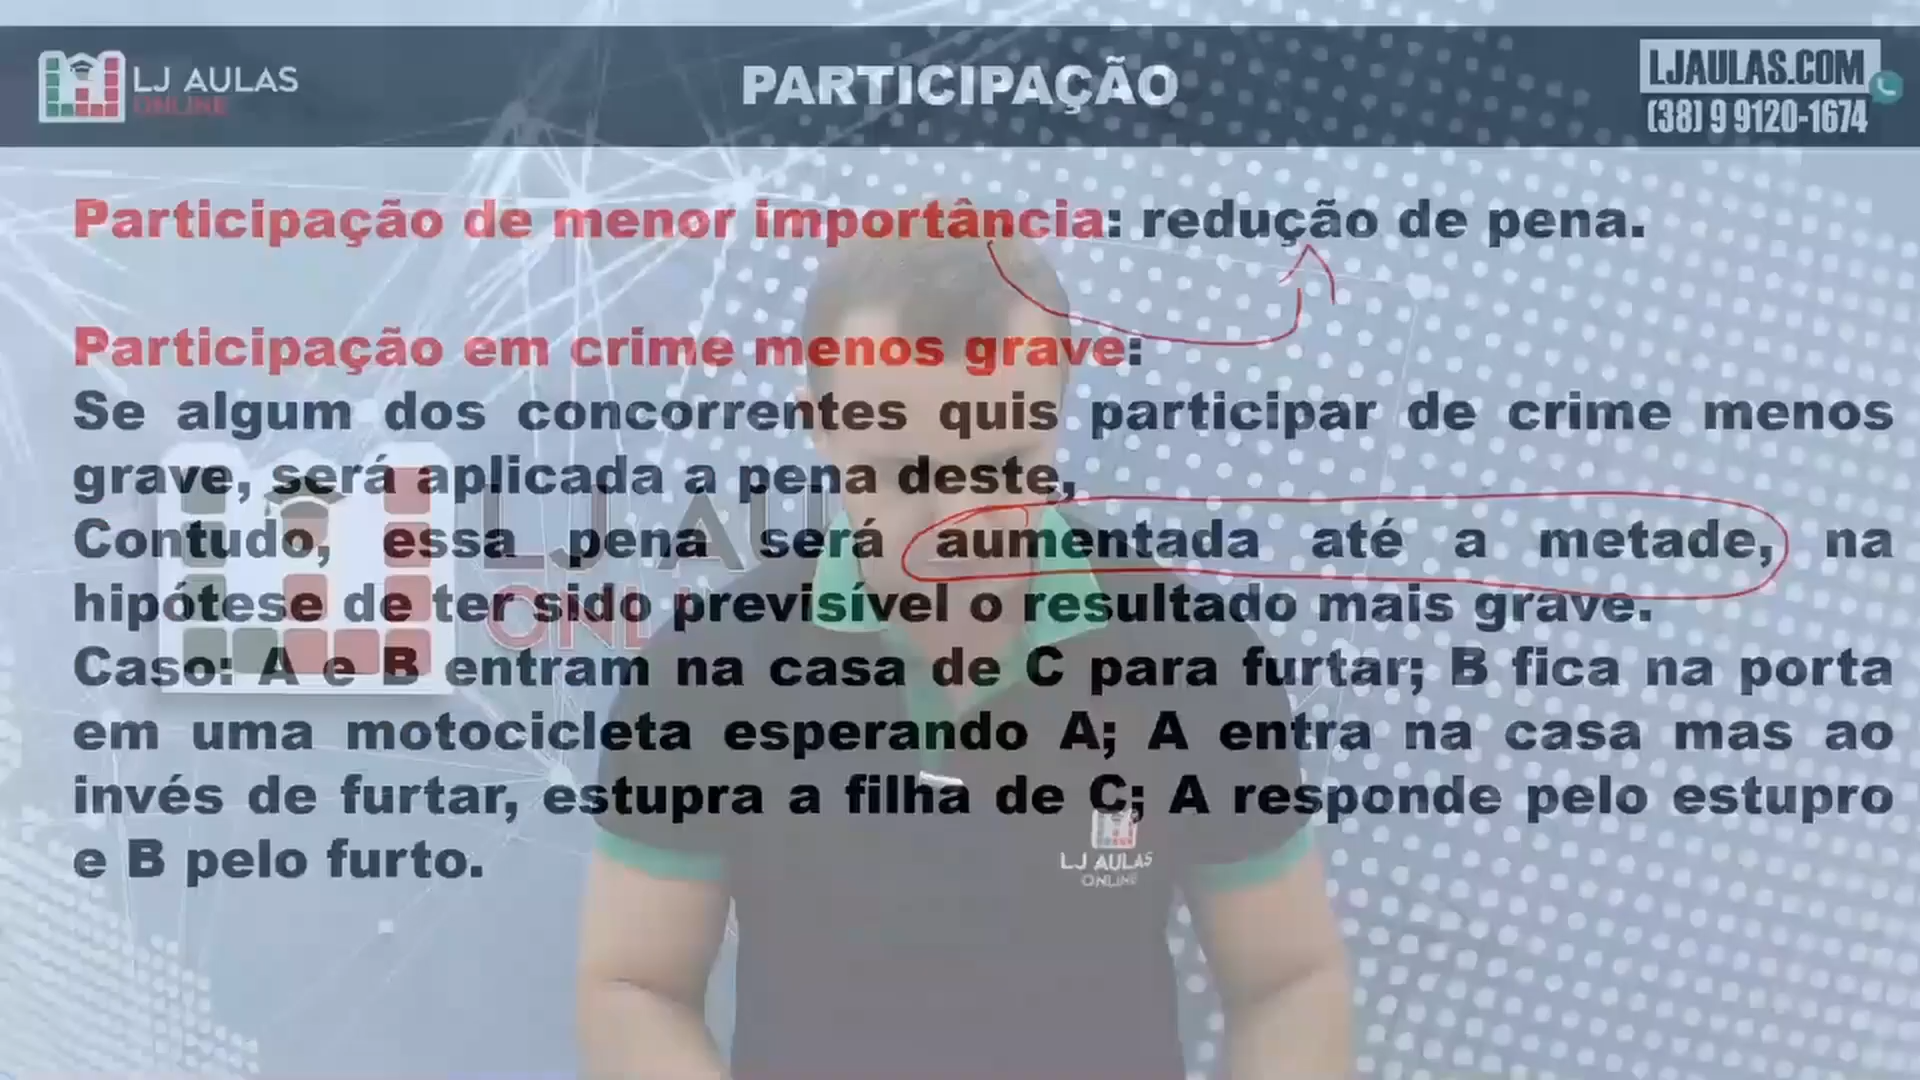 LJ AULAS
ONLINE
PARTICIPAÇÃO
LJAULAS.COM
(38) 9 9120-1674
Participação de menor importância: redução de pena.
Participação em crime menos grave:
Se algum dos concorrentes quis participar de crime menos
grave, será aplicada a pena deste,
Contudo, essa pena será aumentada até a metade, na
hipótese de ter sido previsível o resultado mais grave.
Caso: A e B entram na casa de C para furtar; B fica na porta
em uma motocicleta esperando A; A entra na casa mas ao
invés de furtar, estupra a filha de C; A responde pelo estupro
e B pelo furto.
LJ AU
ONL
LJ AULAS
ONLINE